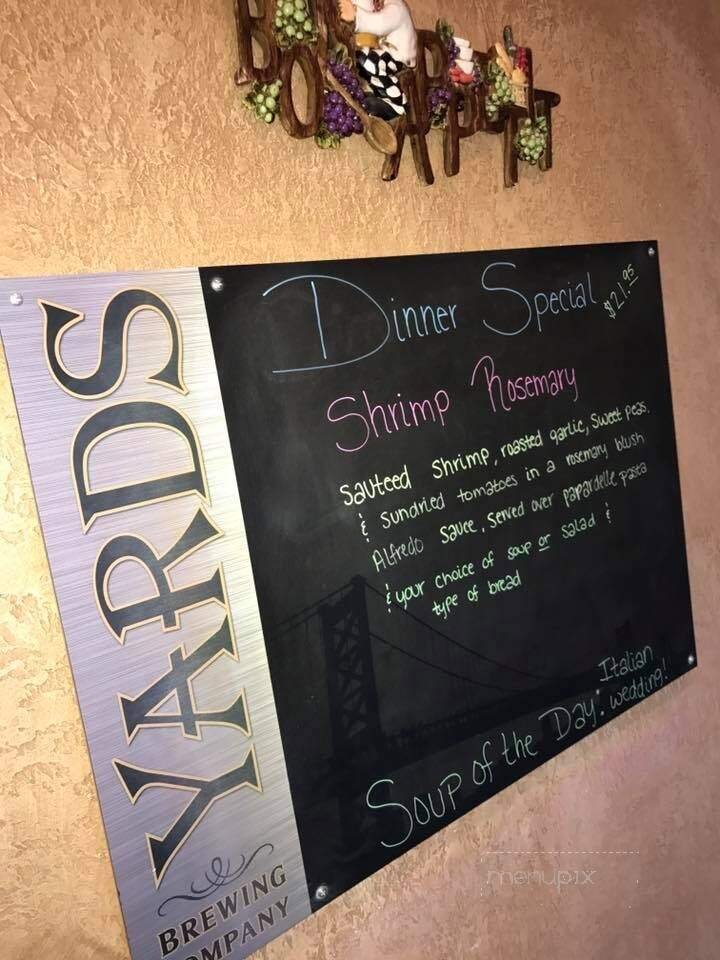 BON APPETIT
YARDS
BREWING
COMPANY
Dinner Special $21.95
Shrimp Rosemary
Sauteed Shrimp, roasted garlic, Sweet peas,
& Sundried tomatoes in a rosemary blush
Alfredo Sauce, Served over papardelle pasta
& your choice of soup or salad &
type of bread
Soup of the Day: Italian
wedding!
menupix